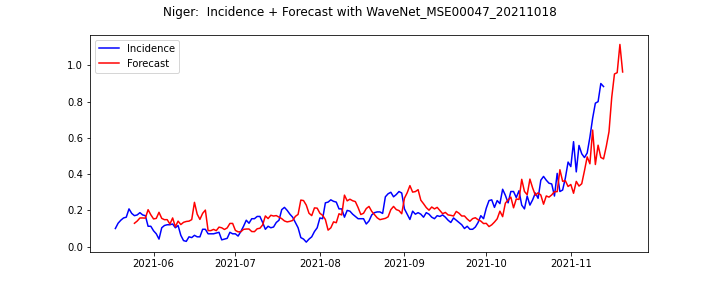 Niger:  Incidence + Forecast with WaveNet_MSE00047_20211018
Incidence
Forecast
1.0
0.8
0.6
0.4
0.2
0.0
2021-06 2021-07 2021-08 2021-09 2021-10 2021-11